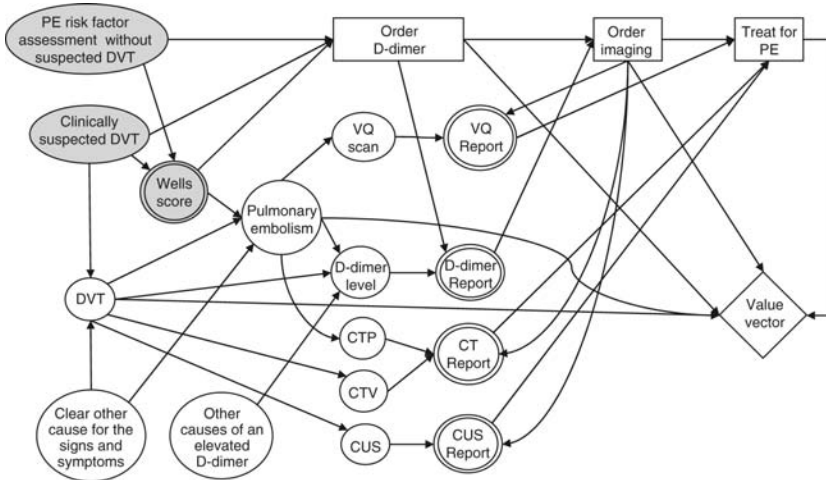 PE risk factor
assessment without
suspected DVT
Order
D-dimer
Order
imaging
Treat for
PE
Clinically
suspected DVT
VQ
scan
VQ
Report
Wells
score
Pulmonary
embolism
D-dimer
level
D-dimer
Report
DVT
Value
vector
CTP
CT
Report
CTV
Clear other
cause for the
signs and
symptoms
Other
causes of an
elevated
D-dimer
CUS
CUS
Report